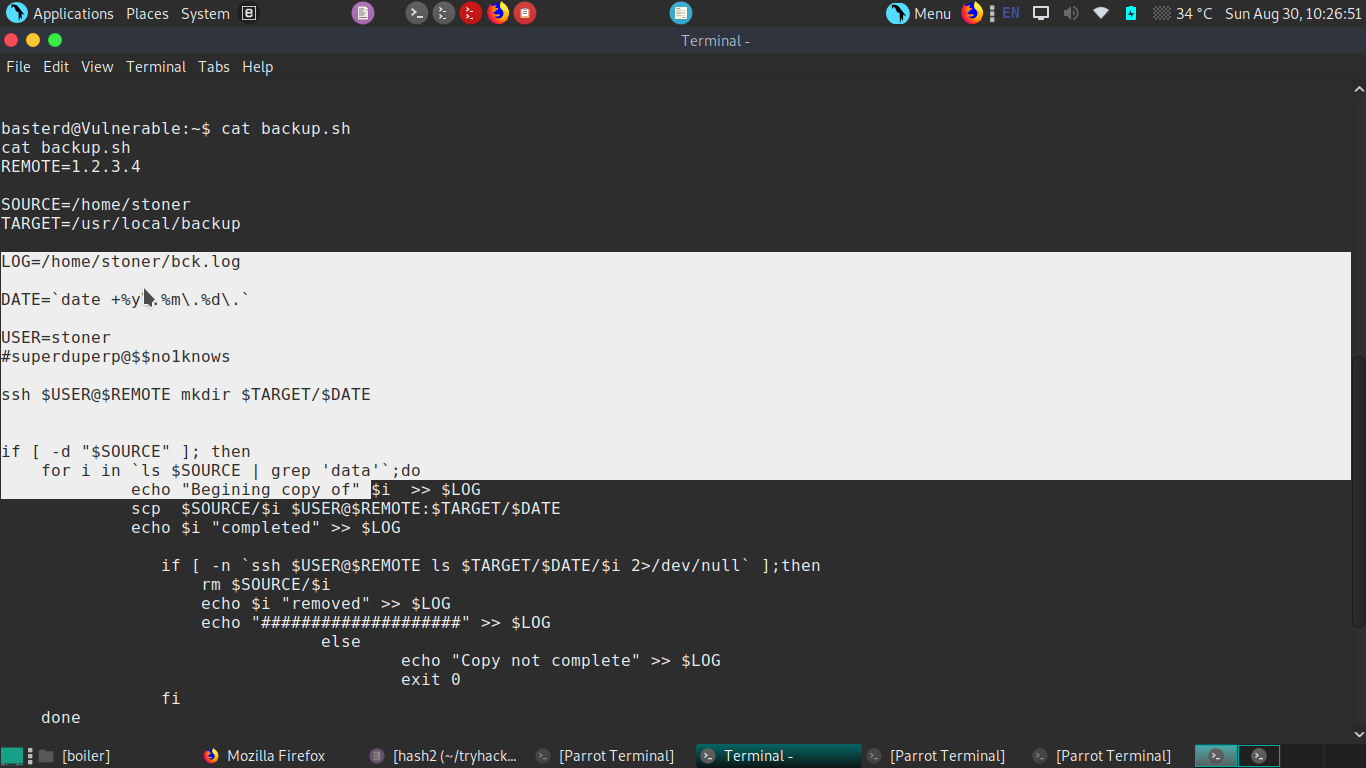 Applications Places System Menu EN 34 °C Sun Aug 30, 10:26:51
Terminal -
File Edit View Terminal Tabs Help
basterd@Vulnerable:~$ cat backup.sh
cat backup.sh
REMOTE=1.2.3.4
SOURCE=/home/stoner
TARGET=/usr/local/backup
LOG=/home/stoner/bck.log
DATE=`date +%y\.%m\.%d\.`
USER=stoner
#superduperp@$$no1knows
ssh $USER@$REMOTE mkdir $TARGET/$DATE
if [ -d "$SOURCE" ]; then
for i in `ls $SOURCE | grep 'data'`;do
echo "Begining copy of" $i  >> $LOG
scp  $SOURCE/$i $USER@$REMOTE:$TARGET/$DATE
echo $i "completed" >> $LOG
if [ -n `ssh $USER@$REMOTE ls $TARGET/$DATE/$i 2>/dev/null` ];then
rm $SOURCE/$i
echo $i "removed" >> $LOG
echo "####################" >> $LOG
else
echo "Copy not complete" >> $LOG
exit 0
fi
done
[boiler] Mozilla Firefox [hash2 (~/tryhack... [Parrot Terminal] Terminal - [Parrot Terminal] [Parrot Terminal]